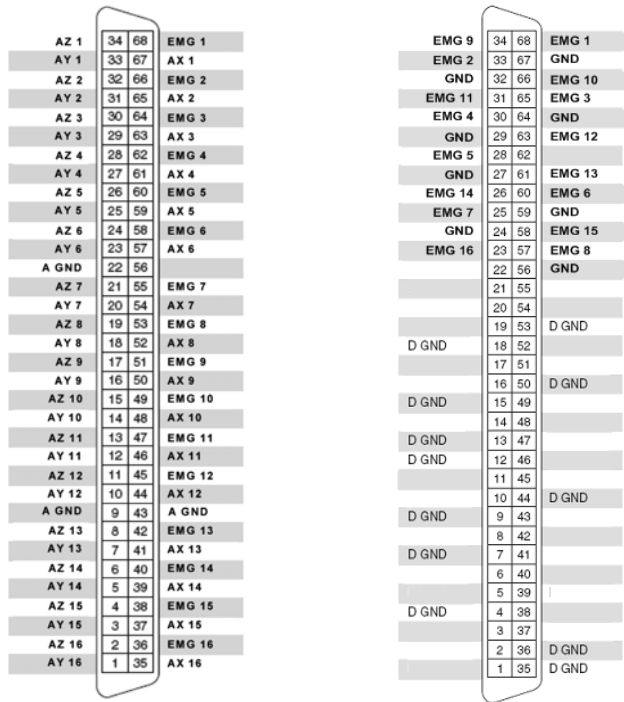 AZ 1 34 68 EMG 1
AY 1 33 67 AX 1
AZ 2 32 66 EMG 2
AY 2 31 65 AX 2
AZ 3 30 64 EMG 3
AY 3 29 63 AX 3
AZ 4 28 62 EMG 4
AY 4 27 61 AX 4
AZ 5 26 60 EMG 5
AY 5 25 59 AX 5
AZ 6 24 58 EMG 6
AY 6 23 57 AX 6
A GND 22 56
AZ 7 21 55 EMG 7
AY 7 20 54 AX 7
AZ 8 19 53 EMG 8
AY 8 18 52 AX 8
AZ 9 17 51 EMG 9
AY 9 16 50 AX 9
AZ 10 15 49 EMG 10
AY 10 14 48 AX 10
AZ 11 13 47 EMG 11
AY 11 12 46 AX 11
AZ 12 11 45 EMG 12
AY 12 10 44 AX 12
A GND 9 43 A GND
AZ 13 8 42 EMG 13
AY 13 7 41 AX 13
AZ 14 6 40 EMG 14
AY 14 5 39 AX 14
AZ 15 4 38 EMG 15
AY 15 3 37 AX 15
AZ 16 2 36 EMG 16
AY 16 1 35 AX 16
EMG 9 34 68 EMG 1
EMG 2 33 67 GND
GND 32 66 EMG 10
EMG 11 31 65 EMG 3
EMG 4 30 64 GND
GND 29 63 EMG 12
EMG 5 28 62
GND 27 61 EMG 13
EMG 14 26 60 EMG 6
EMG 7 25 59 GND
GND 24 58 EMG 15
EMG 16 23 57 EMG 8
22 56 GND
21 55
20 54
19 53 D GND
D GND 18 52
17 51
16 50 D GND
D GND 15 49
14 48
D GND 13 47
D GND 12 46
11 45
10 44 D GND
D GND 9 43
8 42
D GND 7 41
6 40
5 39
D GND 4 38
3 37
2 36 D GND
1 35 D GND